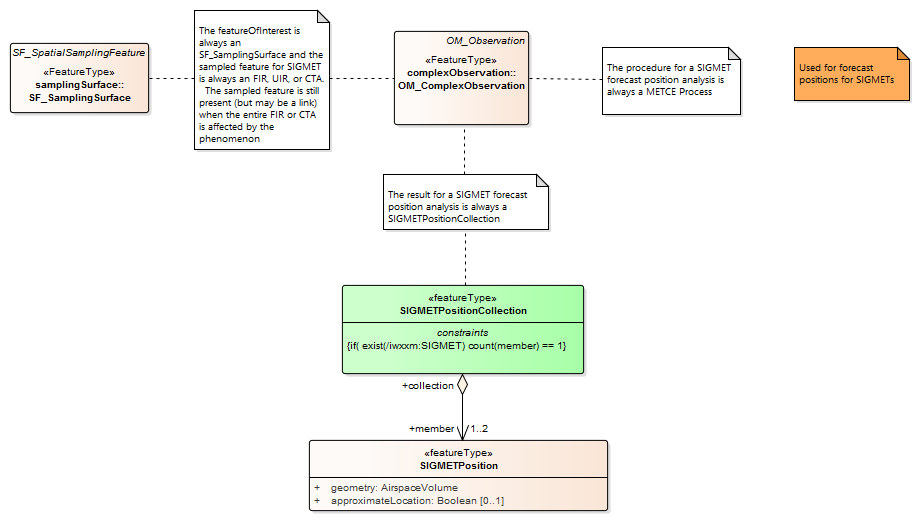 SF_SpatialSamplingFeature
«FeatureType»
samplingSurface::
SF_SamplingSurface
The featureOfInterest is
always an
SF_SamplingSurface and the
sampled feature for SIGMET
is always an FIR, UIR, or CTA.
The sampled feature is still
present (but may be a link)
when the entire FIR or CTA
is affected by the
phenomenon
OM_Observation
«FeatureType»
complexObservation::
OM_ComplexObservation
The procedure for a SIGMET
forecast position analysis is
always a METCE Process
Used for forecast
positions for SIGMETs
The result for a SIGMET forecast
position analysis is always a
SIGMETPositionCollection
«featureType»
SIGMETPositionCollection
constraints
{if( exist(/iwxxm:SIGMET) count(member) == 1}
+collection
+member 1..2
«featureType»
SIGMETPosition
+ geometry: AirspaceVolume
+ approximateLocation: Boolean [0..1]